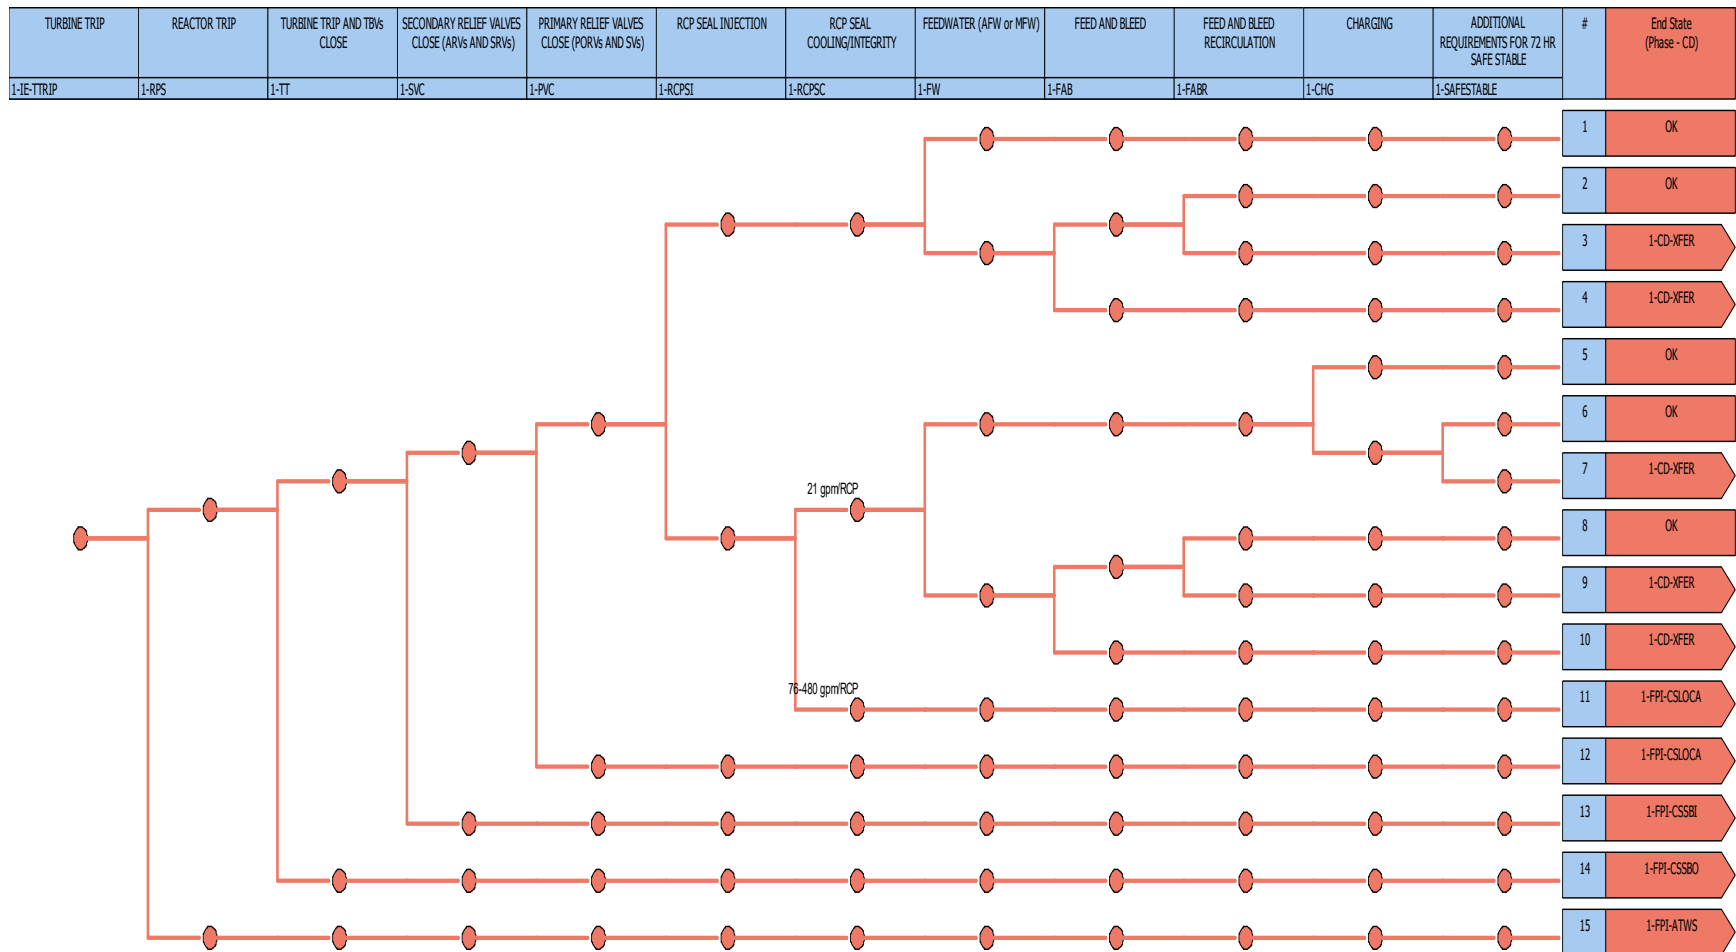 TURBINE TRIP
REACTOR TRIP
TURBINE TRIP AND TBVs
CLOSE
SECONDARY RELIEF VALVES
CLOSE (ARVs AND SRVs)
PRIMARY RELIEF VALVES
CLOSE (PORVs AND SVs)
RCP SEAL INJECTION
RCP SEAL
COOLING/INTEGRITY
FEEDWATER (AFW or MFW)
FEED AND BLEED
FEED AND BLEED
RECIRCULATION
CHARGING
ADDITIONAL
REQUIREMENTS FOR 72 HR
SAFE STABLE
#
End State
(Phase - CD)
1-IE-TTRIP
1-RPS
1-TT
1-SVC
1-PVC
1-RCPSI
1-RCPSC
1-FW
1-FAB
1-FABR
1-CHG
1-SAFESTABLE
1
OK
2
OK
3
1-CD-XFER
4
1-CD-XFER
5
OK
6
OK
7
1-CD-XFER
21 gpm/RCP
8
OK
9
1-CD-XFER
10
1-CD-XFER
76-480 gpm/RCP
11
1-FPI-CSLOCA
12
1-FPI-CSLOCA
13
1-FPI-CSSBI
14
1-FPI-CSSBO
15
1-FPI-ATWS